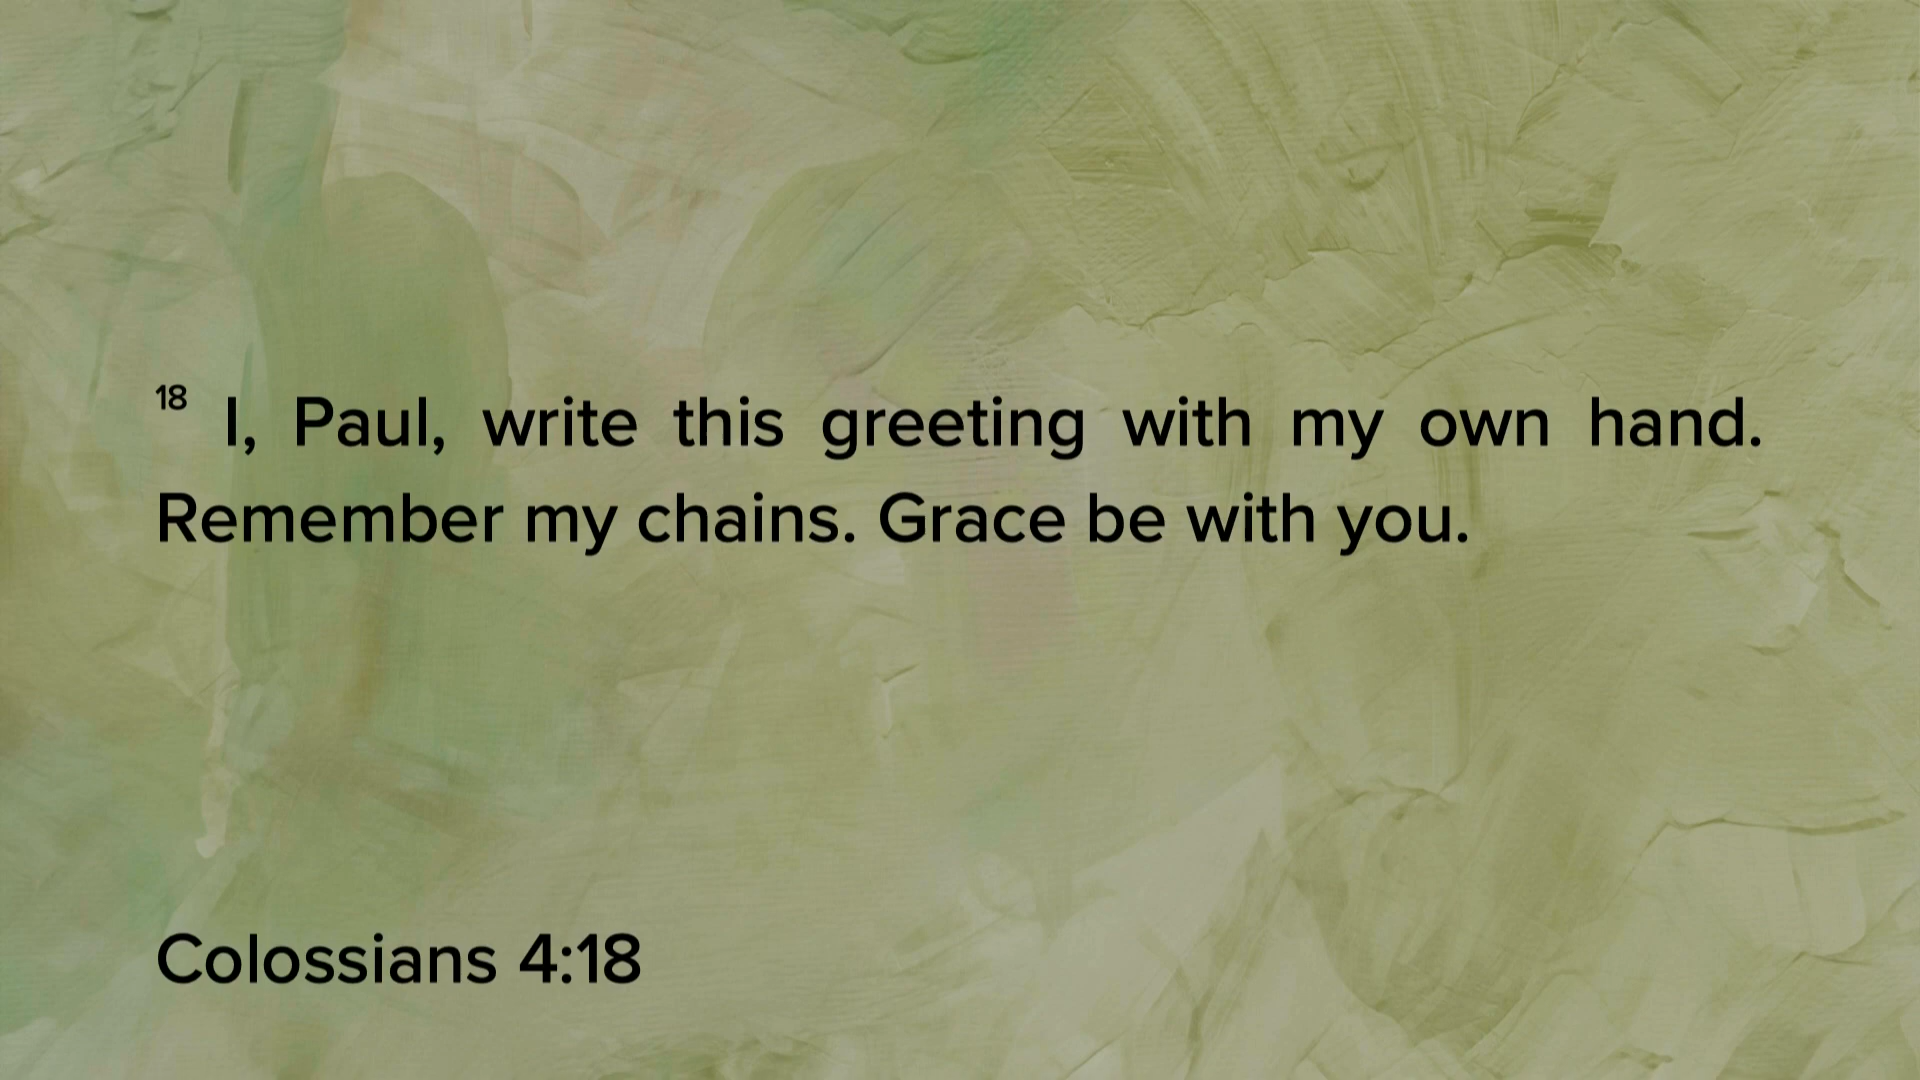 18 I, Paul, write this greeting with my own hand.
Remember my chains. Grace be with you.
Colossians 4:18